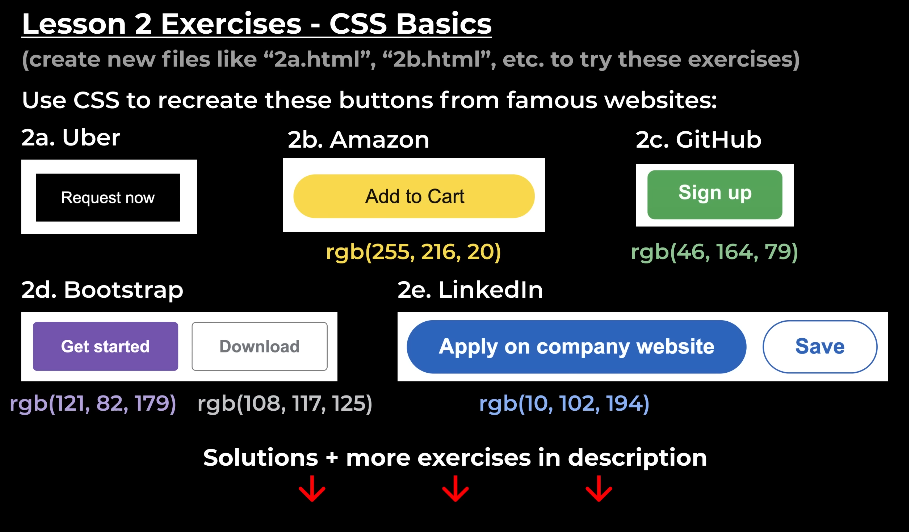 Lesson 2 Exercises - CSS Basics
(create new files like “2a.html”, “2b.html”, etc. to try these exercises)
Use CSS to recreate these buttons from famous websites:
2a. Uber
Request now
2b. Amazon
Add to Cart
rgb(255, 216, 20)
2c. GitHub
Sign up
rgb(46, 164, 79)
2d. Bootstrap
Get started
Download
rgb(121, 82, 179)
rgb(108, 117, 125)
2e. LinkedIn
Apply on company website
Save
rgb(10, 102, 194)
Solutions + more exercises in description